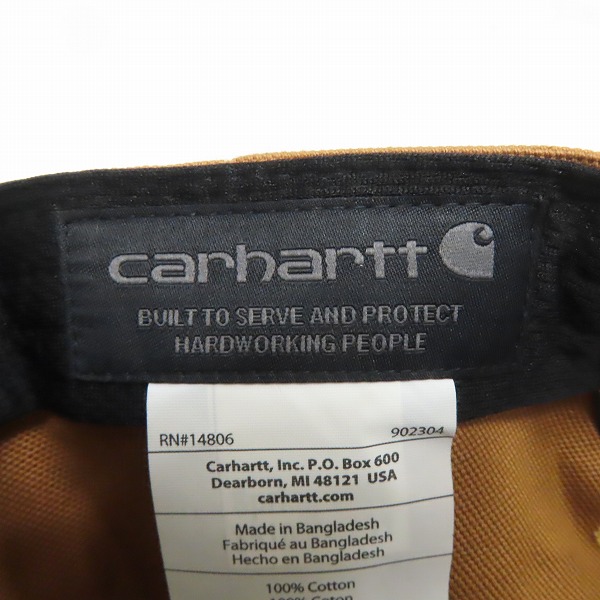 carhartt
BUILT TO SERVE AND PROTECT
HARDWORKING PEOPLE
RN#14806 902304
Carhartt, Inc. P.O. Box 600
Dearborn, MI 48121 USA
carhartt.com
Made in Bangladesh
Fabriqué au Bangladesh
Hecho en Bangladesh
100% Cotton